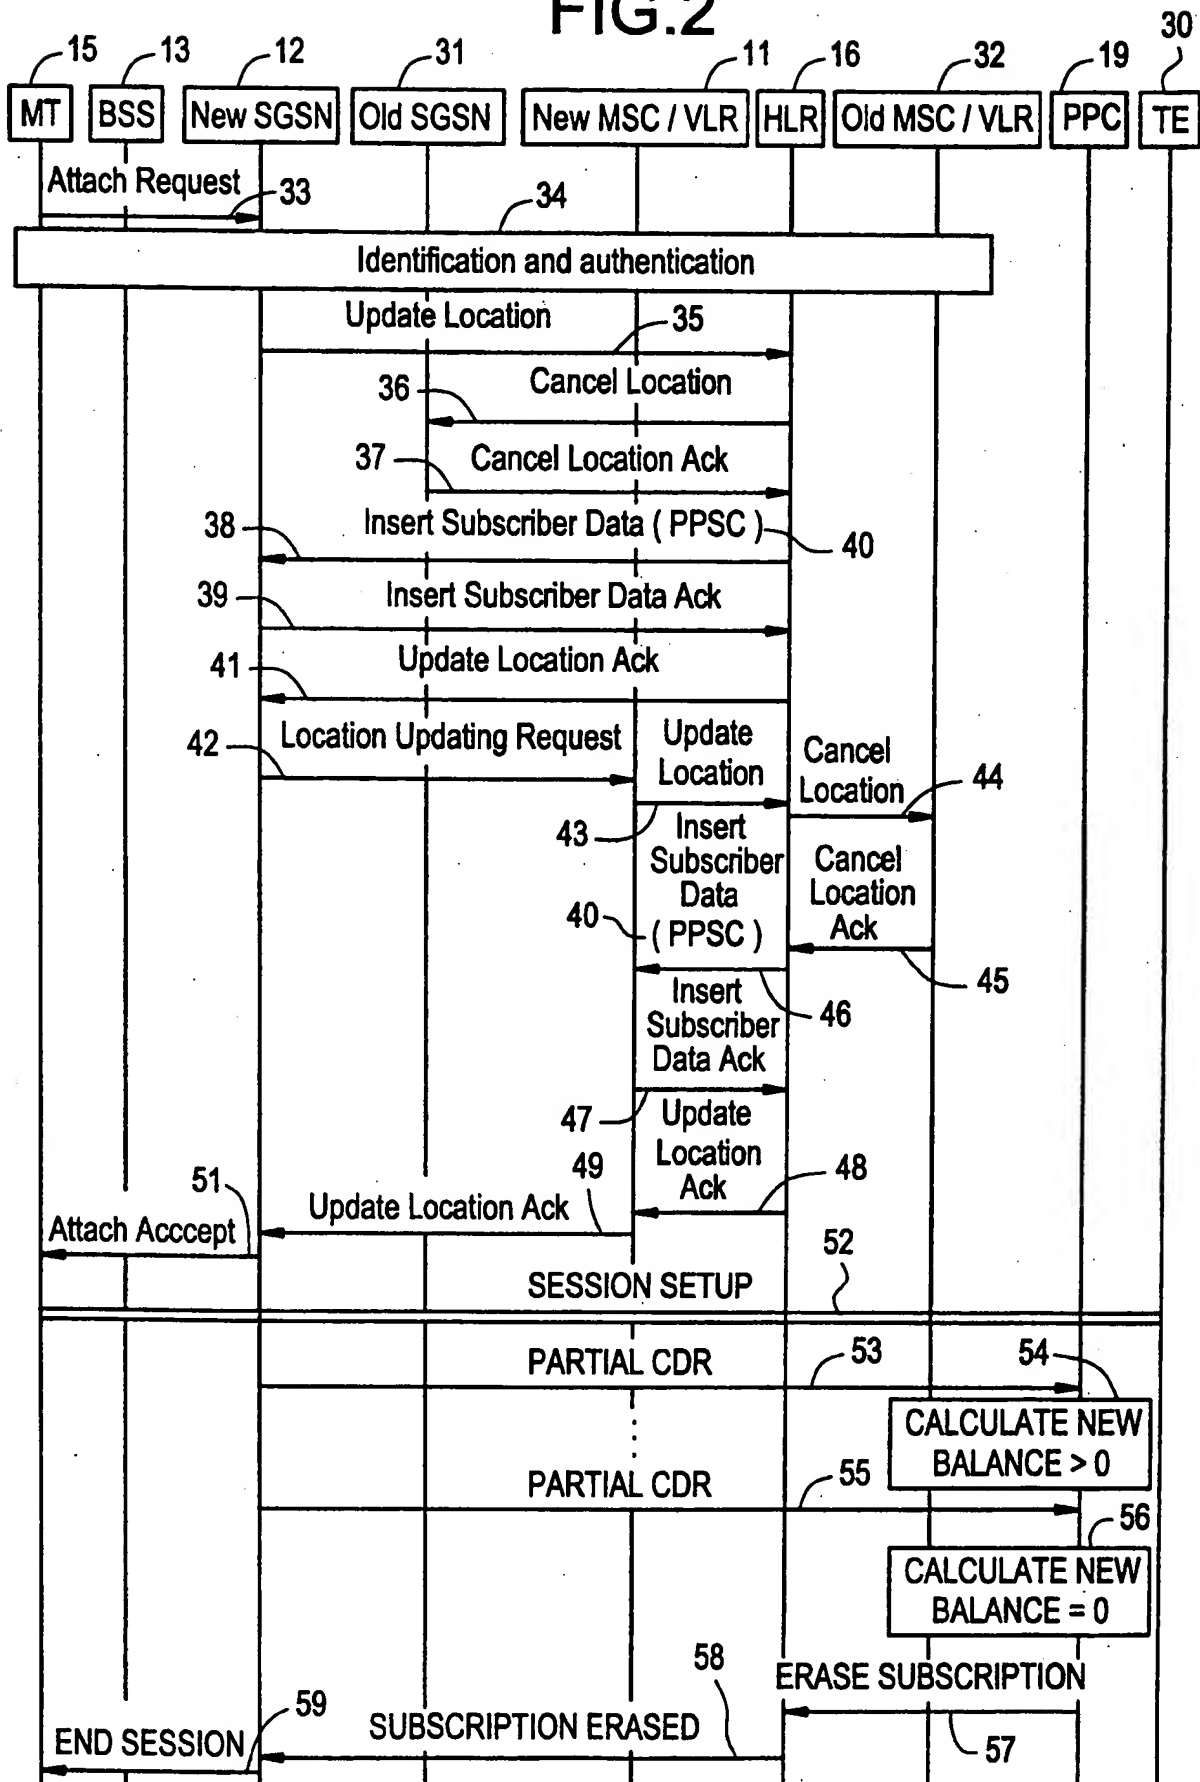 FIG.2
15 13 12 31 11 16 32 19 30
MT BSS New SGSN Old SGSN New MSC / VLR HLR Old MSC / VLR PPC TE
Attach Request
33
34
Identification and authentication
Update Location
35
Cancel Location
36
Cancel Location Ack
37
Insert Subscriber Data ( PPSC )
38
40
Insert Subscriber Data Ack
39
Update Location Ack
41
Location Updating Request
42
Update
Location
43
Cancel
Location
44
Insert
Subscriber
Data
( PPSC )
40
46
Cancel
Location
Ack
45
Insert
Subscriber
Data Ack
47
Update
Location
Ack
48
Update Location Ack
49
Attach Acccept
51
SESSION SETUP
52
PARTIAL CDR
53
54
CALCULATE NEW
BALANCE > 0
PARTIAL CDR
55
56
CALCULATE NEW
BALANCE = 0
ERASE SUBSCRIPTION
57
SUBSCRIPTION ERASED
58
END SESSION
59